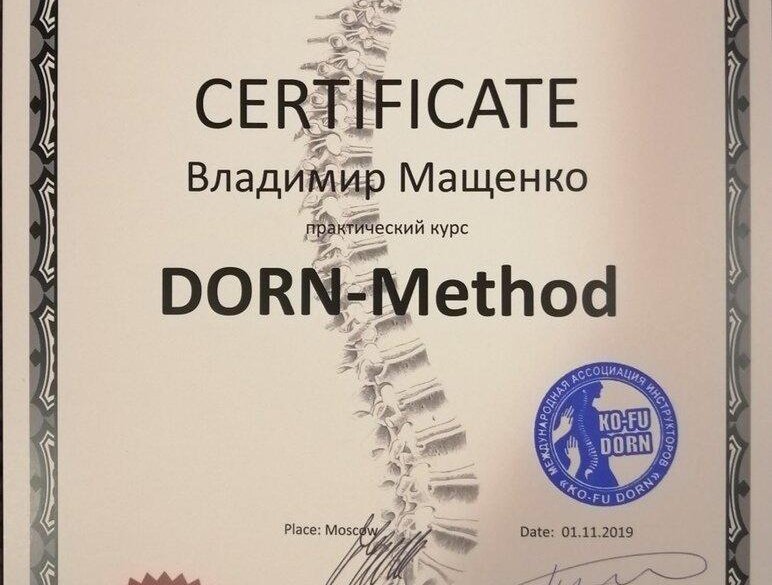 CERTIFICATE
Владимир Мащенко
практический курс
DORN-Method
МЕЖДУНАРОДНАЯ АССОЦИАЦИЯ ИНСТРУКТОРОВ
KO-FU
DORN
«KO-FU DORN»
Place: Moscow
Date: 01.11.2019